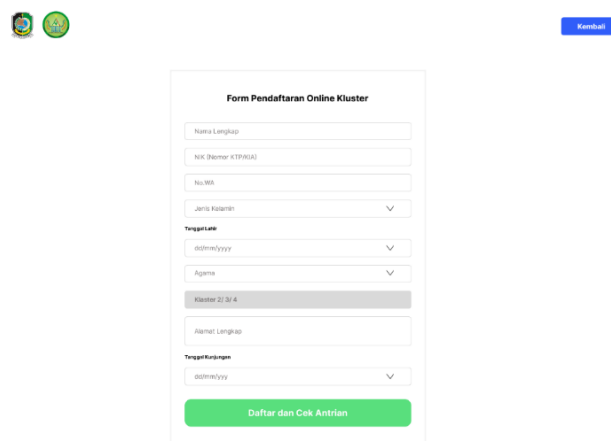 Kembali
Form Pendaftaran Online Kluster
Nama Lengkap
NIK (Nomor KTP/KIA)
No.WA
Jenis Kelamin
Tanggal Lahir
dd/mm/yyyy
Agama
Klaster 2/ 3/ 4
Alamat Lengkap
Tanggal Kunjungan
dd/mm/yyy
Daftar dan Cek Antrian